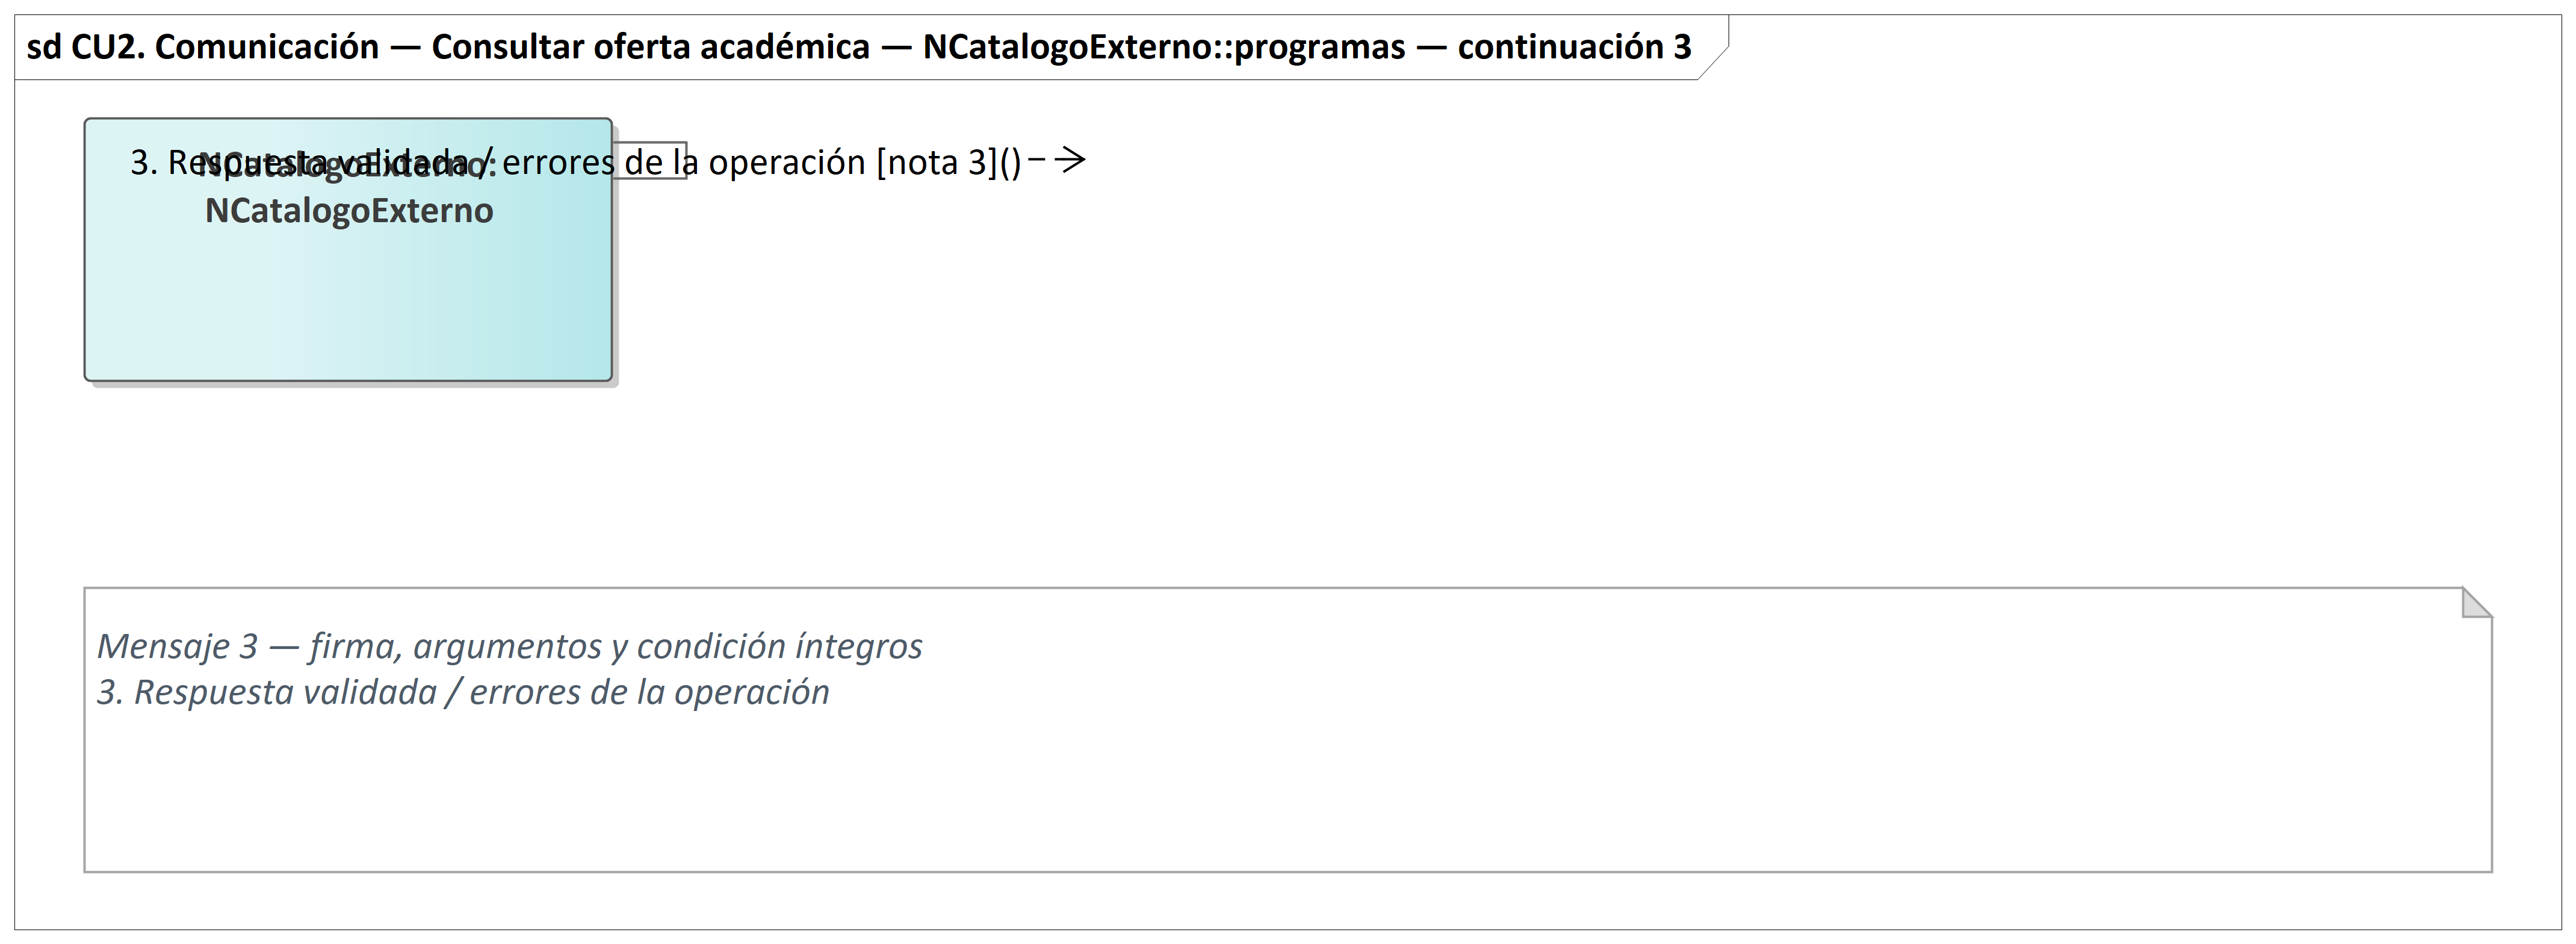 sd CU2. Comunicación — Consultar oferta académica — NCatalogoExterno::programas — continuación 3
3. Respuesta validada / errores de la operación [nota 3]()
NCatalogoExterno:
NCatalogoExterno
Mensaje 3 — firma, argumentos y condición íntegros
3. Respuesta validada / errores de la operación